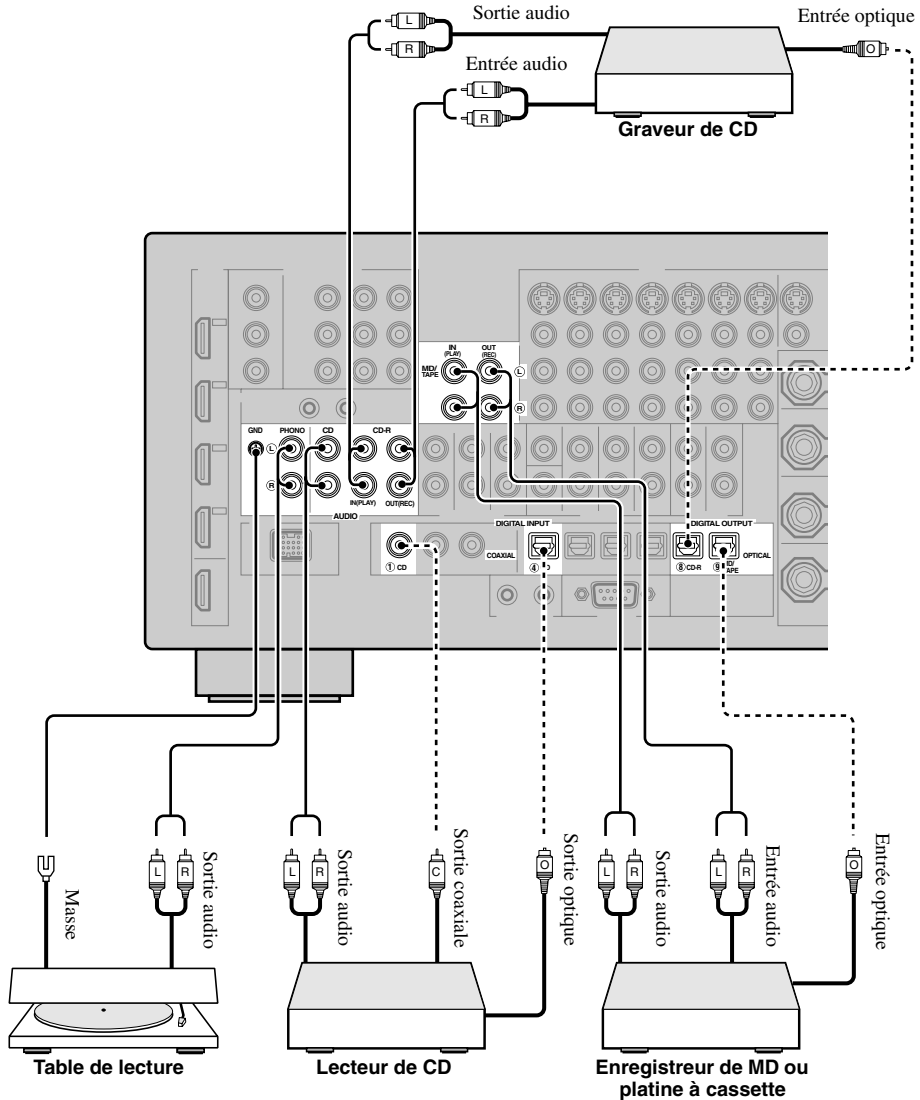 Sortie audio
Entrée optique
L
R
O
Entrée audio
L
R
Graveur de CD
IN
(PLAY)
OUT
(REC)
MD/
TAPE
L
R
GND
PHONO
CD
CD-R
L
R
IN(PLAY)
OUT(REC)
AUDIO
DIGITAL INPUT
DIGITAL OUTPUT
COAXIAL
OPTICAL
① CD
④
⑧ CD-R
⑨
L
R
L
R
C
O
L
R
L
R
O
Masse
Sortie audio
Sortie audio
Sortie coaxiale
Sortie optique
Sortie audio
Entrée audio
Entrée optique
Table de lecture
Lecteur de CD
Enregistreur de MD ou
platine à cassette